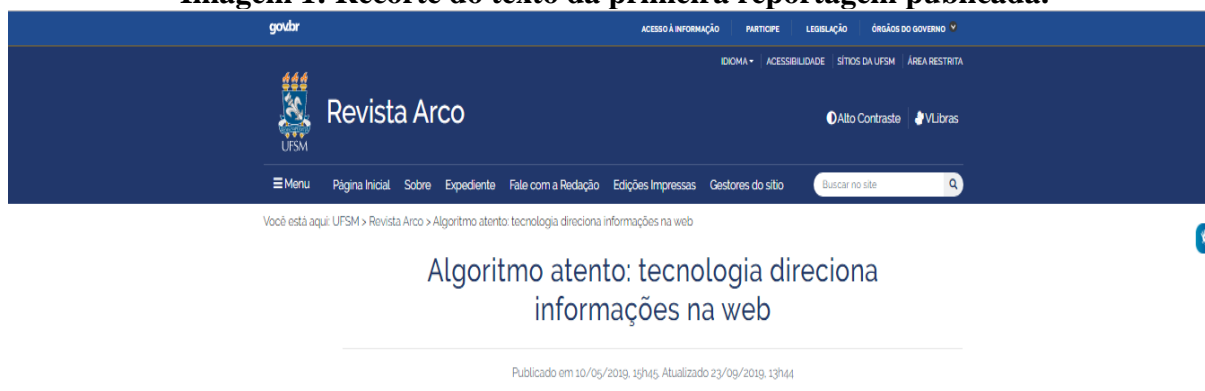 Imagem 1: Recorte do texto da primeira reportagem publicada.
govbr
ACESSO À INFORMAÇÃO PARTICIPE LEGISLAÇÃO ÓRGÃOS DO GOVERNO
IDIOMA ACESSIBILIDADE SÍTIOS DA UFSM ÁREA RESTRITA
Revista Arco
Alto Contraste VLibras
UFSM
Menu Página Inicial Sobre Expediente Fale com a Redação Edições Impressas Gestores do sítio Buscar no site
Você está aqui: UFSM > Revista Arco > Algoritmo atento: tecnologia direciona informações na web
Algoritmo atento: tecnologia direciona
informações na web
Publicado em 10/05/2019, 15h45. Atualizado 23/09/2019, 13h44